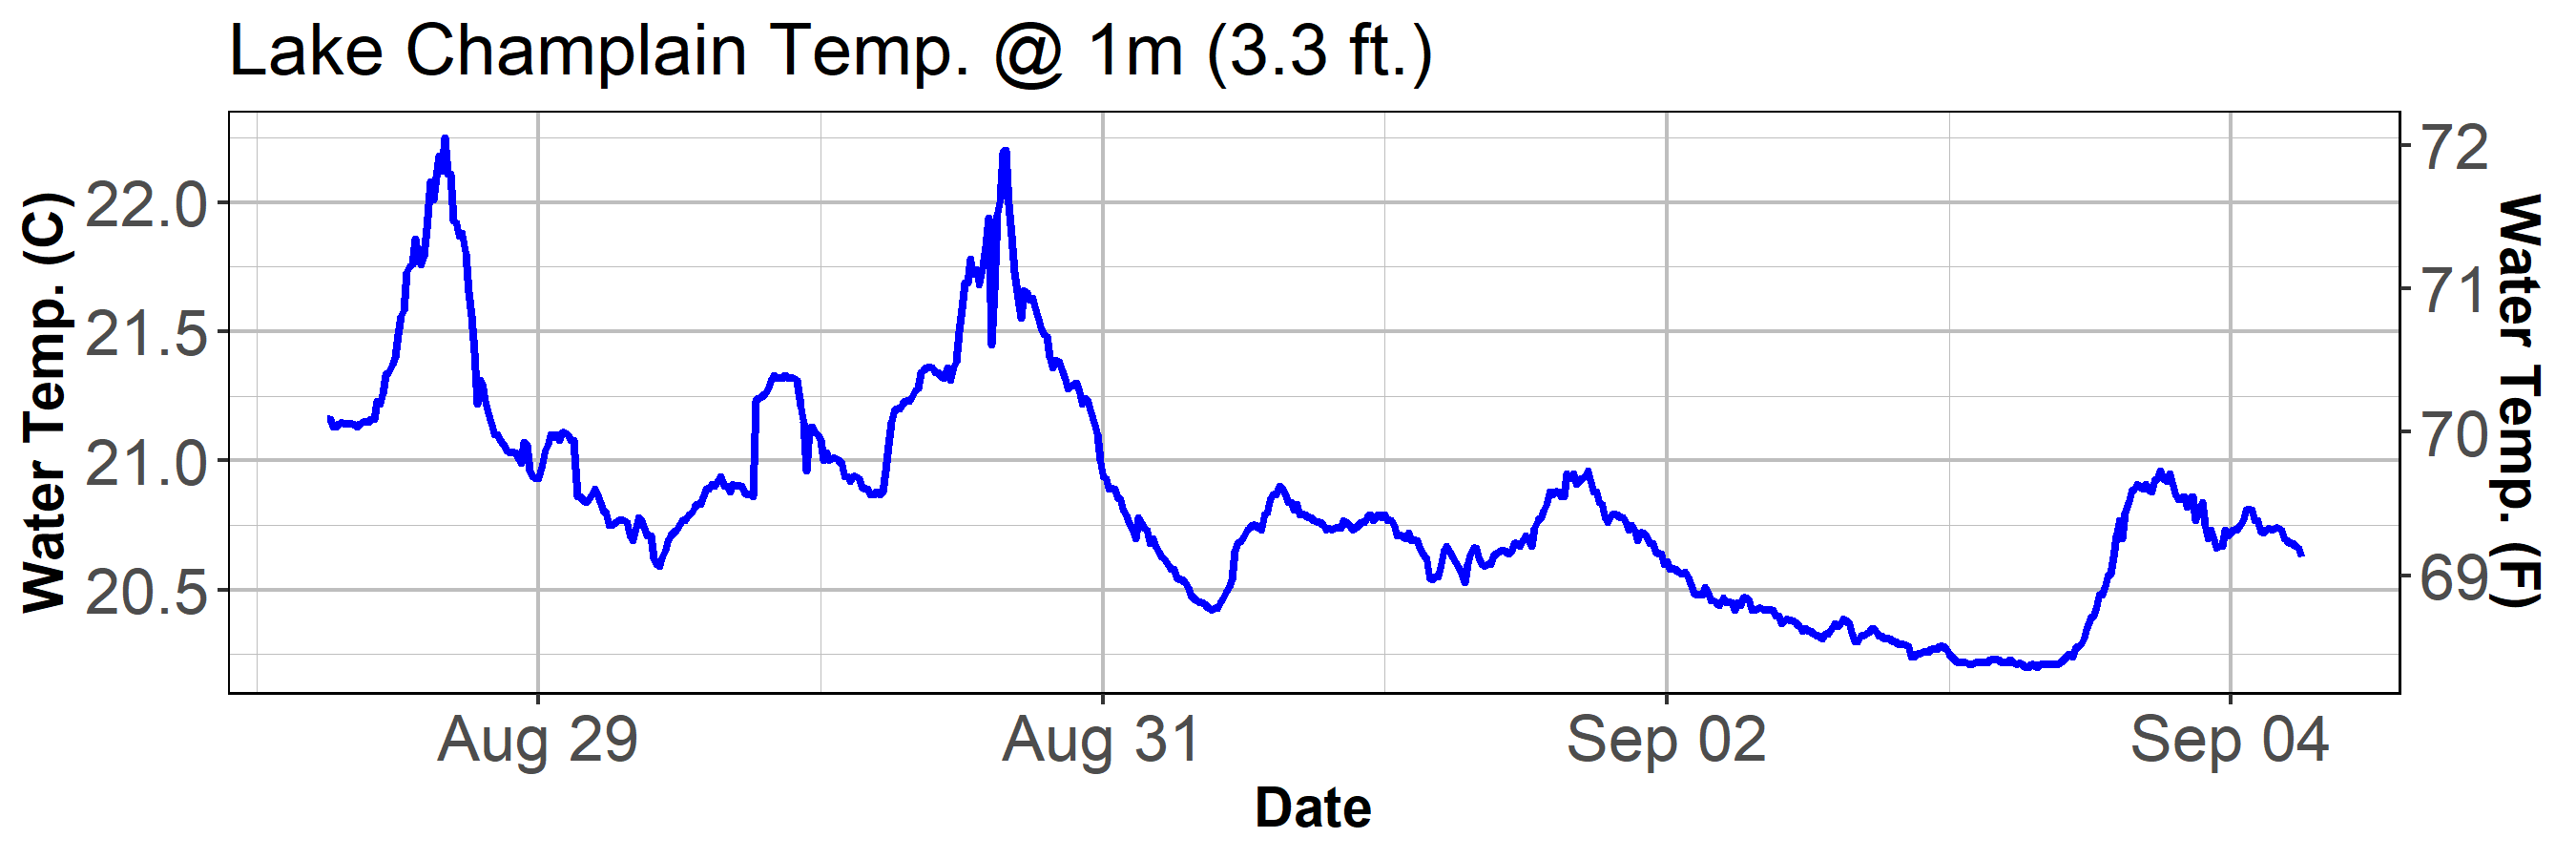 Lake Champlain Temp. @ 1m (3.3 ft.)
Water Temp. (C)
22.0
21.5
21.0
20.5
72
71
70
69
Water Temp. (F)
Aug 29
Aug 31
Sep 02
Sep 04
Date